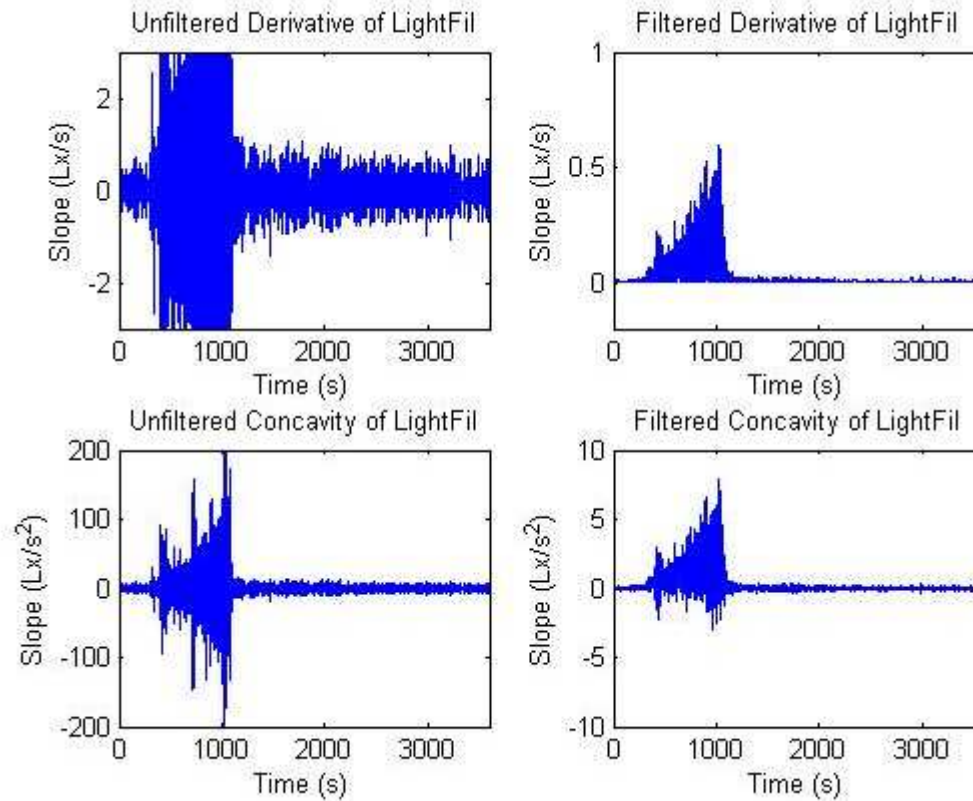 Unfiltered Derivative of LightFil
Slope (Lx/s)
2
0
-2
0 1000 2000 3000
Time (s)
Filtered Derivative of LightFil
Slope (Lx/s)
1
0.5
0
0 1000 2000 3000
Time (s)
Unfiltered Concavity of LightFil
Slope (Lx/s²)
200
100
0
-100
-200
0 1000 2000 3000
Time (s)
Filtered Concavity of LightFil
Slope (Lx/s²)
10
5
0
-5
-10
0 1000 2000 3000
Time (s)